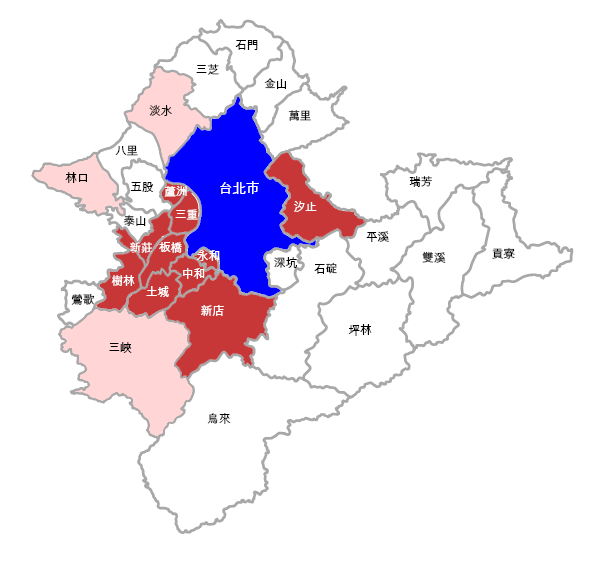 石門
三芝
金山
淡水
萬里
八里
林口
五股
蘆洲
台北市
瑞芳
汐止
三重
泰山
平溪
新莊
板橋
永和
雙溪
貢寮
深坑
石碇
中和
樹林
土城
鶯歌
新店
坪林
三峽
烏來